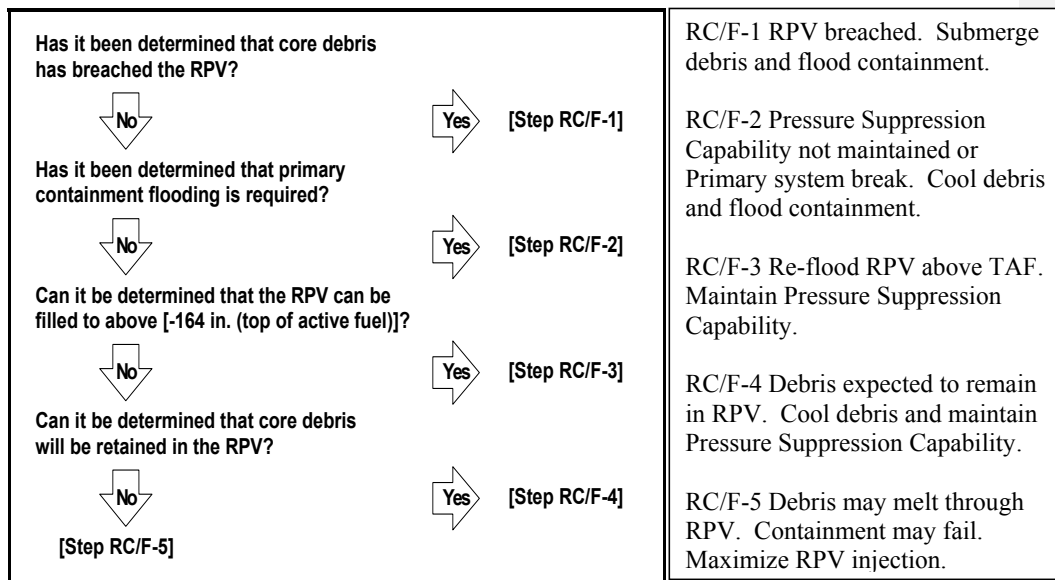 Has it been determined that core debris
has breached the RPV?
No
Yes
[Step RC/F-1]
Has it been determined that primary
containment flooding is required?
No
Yes
[Step RC/F-2]
Can it be determined that the RPV can be
filled to above [-164 in. (top of active fuel)]?
No
Yes
[Step RC/F-3]
Can it be determined that core debris
will be retained in the RPV?
No
Yes
[Step RC/F-4]
[Step RC/F-5]
RC/F-1 RPV breached. Submerge
debris and flood containment.
RC/F-2 Pressure Suppression
Capability not maintained or
Primary system break. Cool debris
and flood containment.
RC/F-3 Re-flood RPV above TAF.
Maintain Pressure Suppression
Capability.
RC/F-4 Debris expected to remain
in RPV. Cool debris and maintain
Pressure Suppression Capability.
RC/F-5 Debris may melt through
RPV. Containment may fail.
Maximize RPV injection.